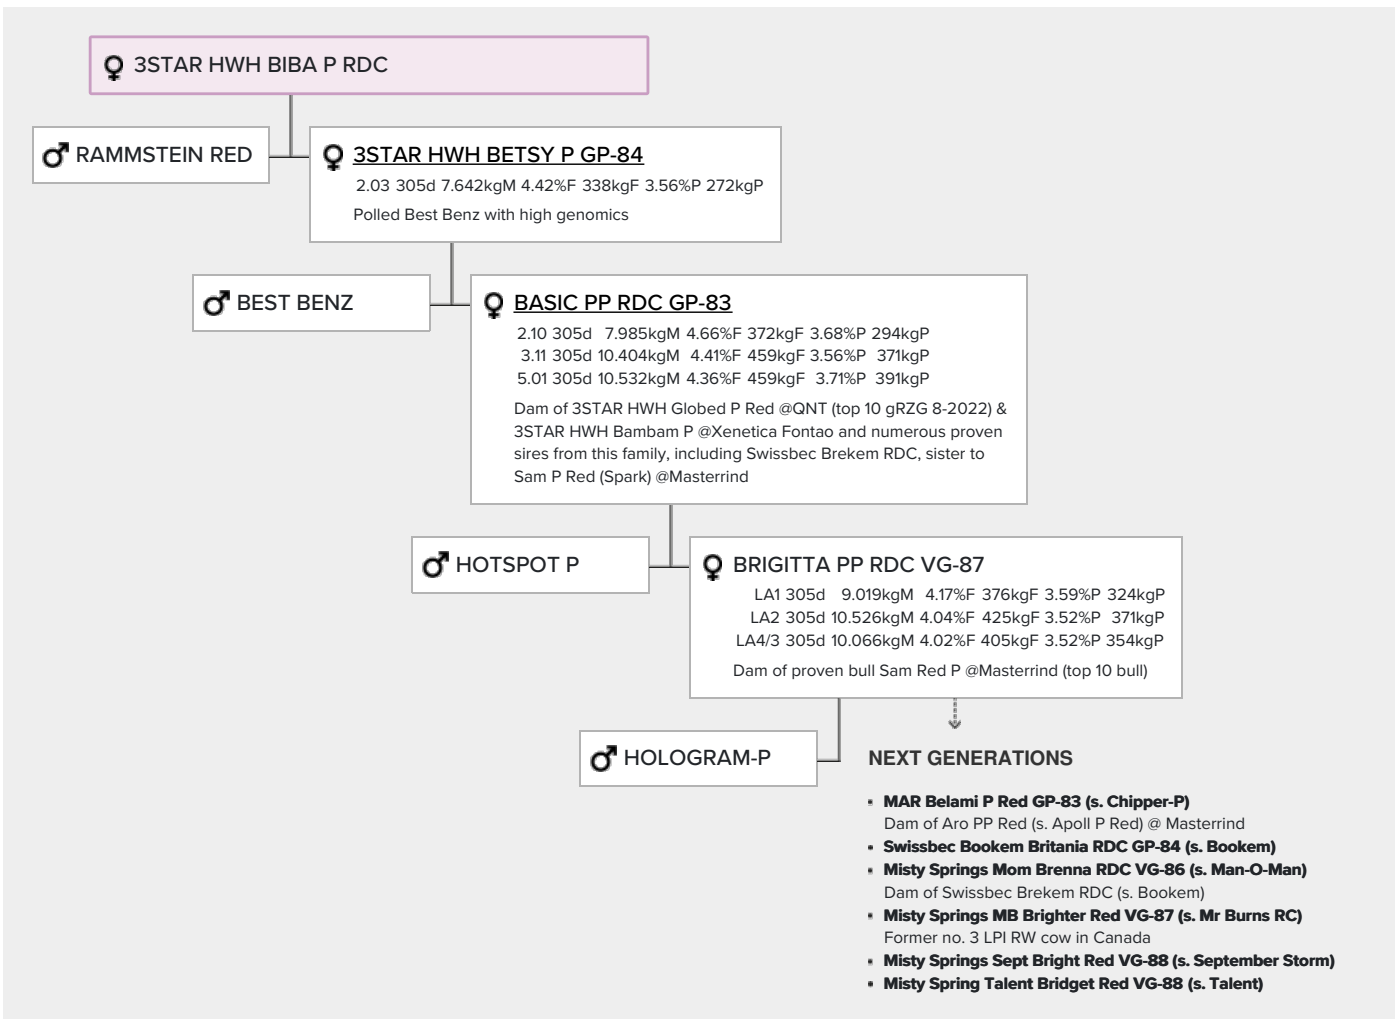 3STAR HWH BIBA P RDC
RAMMSTEIN RED
3STAR HWH BETSY P GP-84
2.03 305d 7.642kgM 4.42%F 338kgF 3.56%P 272kgP
Polled Best Benz with high genomics
BEST BENZ
BASIC PP RDC GP-83
2.10 305d 7.985kgM 4.66%F 372kgF 3.68%P 294kgP
3.11 305d 10.404kgM 4.41%F 459kgF 3.56%P 371kgP
5.01 305d 10.532kgM 4.36%F 459kgF 3.71%P 391kgP
Dam of 3STAR HWH Globed P Red @QNT (top 10 gRZG 8-2022) &
3STAR HWH Bambam P @Xenetica Fontao and numerous proven
sires from this family, including Swissbec Brekem RDC, sister to
Sam P Red (Spark) @Masterrind
HOTSPOT P
BRIGITTA PP RDC VG-87
LA1 305d 9.019kgM 4.17%F 376kgF 3.59%P 324kgP
LA2 305d 10.526kgM 4.04%F 425kgF 3.52%P 371kgP
LA4/3 305d 10.066kgM 4.02%F 405kgF 3.52%P 354kgP
Dam of proven bull Sam Red P @Masterrind (top 10 bull)
HOLOGRAM-P
NEXT GENERATIONS
MAR Belami P Red GP-83 (s. Chipper-P)
Dam of Aro PP Red (s. Apoll P Red) @ Masterrind
Swissbec Bookem Britania RDC GP-84 (s. Bookem)
Misty Springs Mom Brenna RDC VG-86 (s. Man-O-Man)
Dam of Swissbec Brekem RDC (s. Bookem)
Misty Springs MB Brighter Red VG-87 (s. Mr Burns RC)
Former no. 3 LPI RW cow in Canada
Misty Springs Sept Bright Red VG-88 (s. September Storm)
Misty Spring Talent Bridget Red VG-88 (s. Talent)